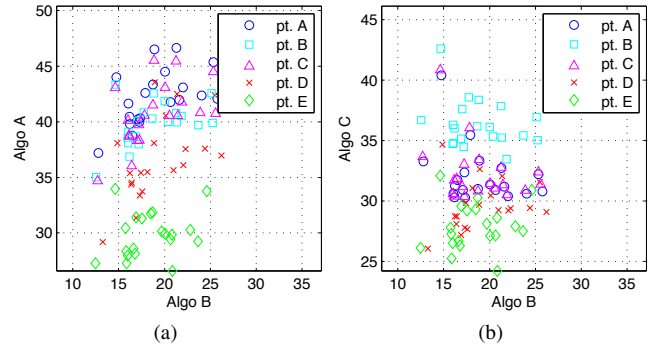 pt. A
pt. B
pt. C
pt. D
pt. E
45
40
35
30
Algo A
10 15 20 25 30 35
Algo B
(a)
pt. A
pt. B
pt. C
pt. D
pt. E
45
40
35
30
25
Algo C
10 15 20 25 30 35
Algo B
(b)